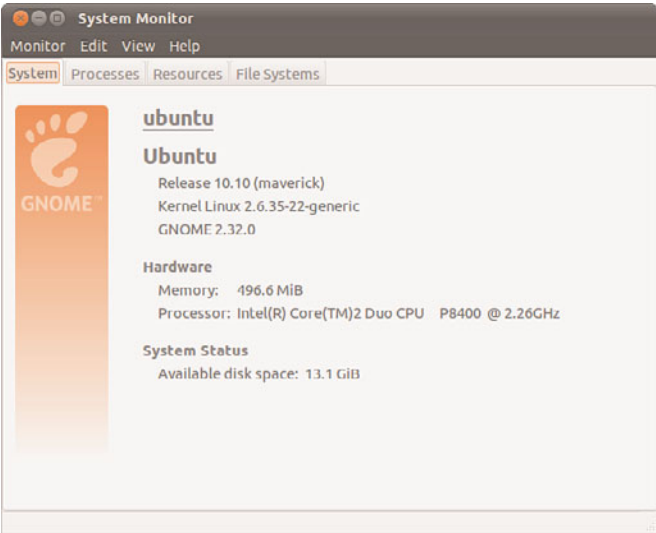 System Monitor
Monitor Edit View Help
System Processes Resources File Systems
GNOME™
ubuntu
Ubuntu
Release 10.10 (maverick)
Kernel Linux 2.6.35-22-generic
GNOME 2.32.0
Hardware
Memory: 496.6 MiB
Processor: Intel(R) Core(TM)2 Duo CPU P8400 @ 2.26GHz
System Status
Available disk space: 13.1 GiB